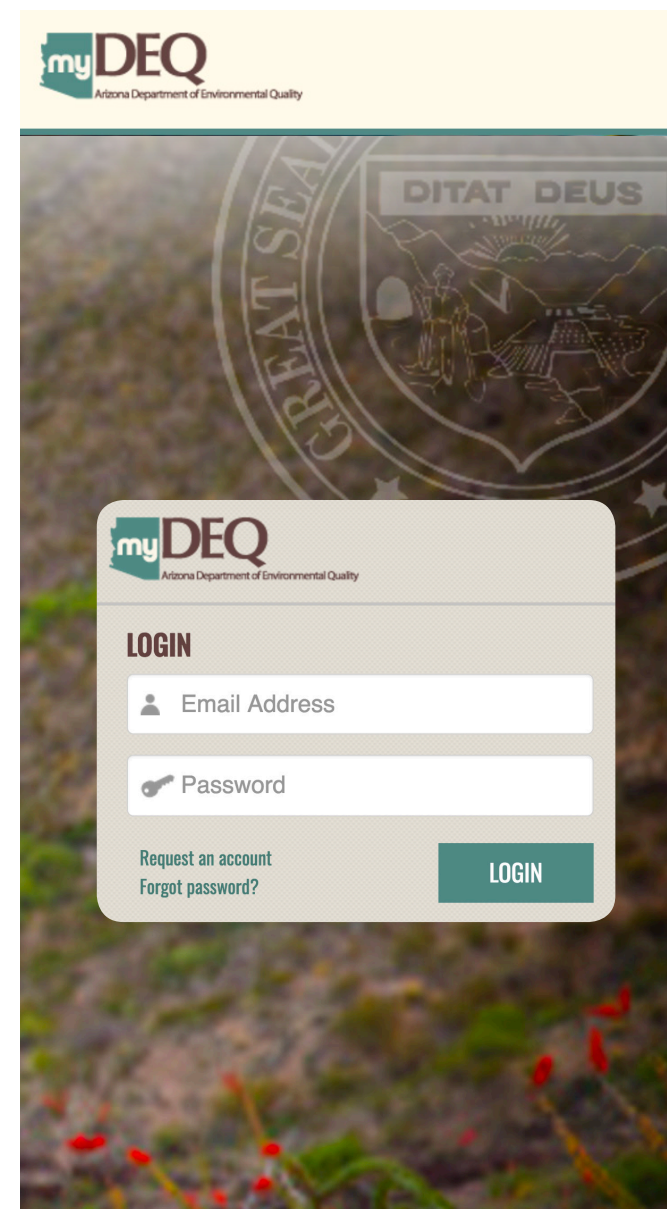 myDEQ
Arizona Department of Environmental Quality
DITAT DEUS
GREAT SEAL
myDEQ
Arizona Department of Environmental Quality
LOGIN
Email Address
Password
Request an account
Forgot password?
LOGIN